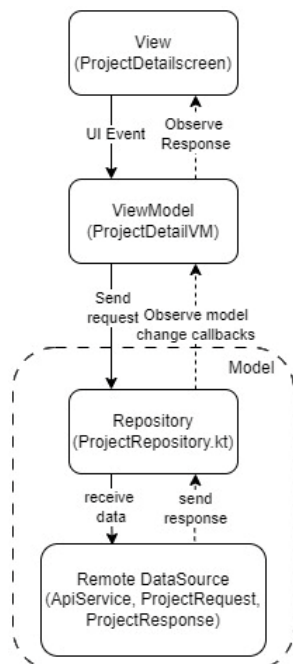 View
(ProjectDetailscreen)
UI Event
Observe
Response
ViewModel
(ProjectDetailVM)
Send
request
Observe model
change callbacks
Model
Repository
(ProjectRepository.kt)
receive
data
send
response
Remote DataSource
(ApiService, ProjectRequest,
ProjectResponse)